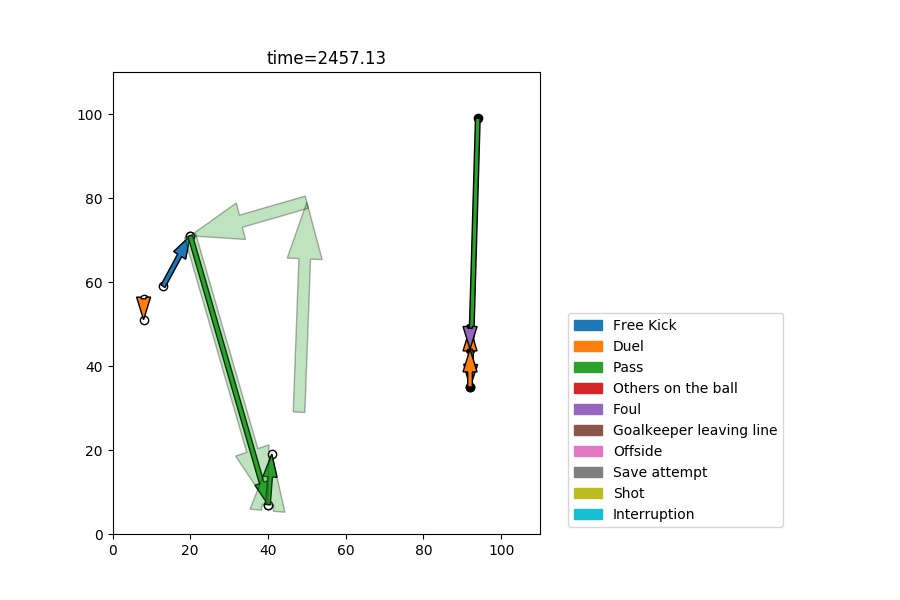 time=2457.13
100
80
60
40
20
0
0 20 40 60 80 100
Free Kick
Duel
Pass
Others on the ball
Foul
Goalkeeper leaving line
Offside
Save attempt
Shot
Interruption